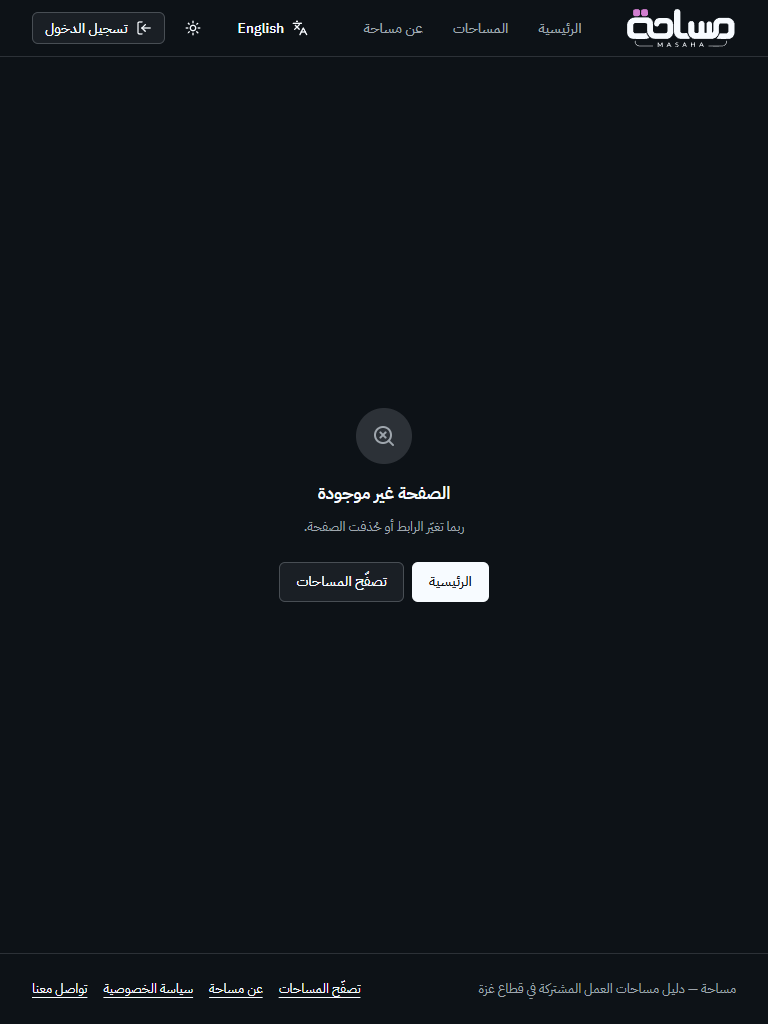 مساحة
MASAHA
الرئيسية
المساحات
عن مساحة
English
تسجيل الدخول
الصفحة غير موجودة
ربما تغيّر الرابط أو حُذفت الصفحة.
الرئيسية
تصفّح المساحات
مساحة — دليل مساحات العمل المشتركة في قطاع غزة
تصفّح المساحات
عن مساحة
سياسة الخصوصية
تواصل معنا